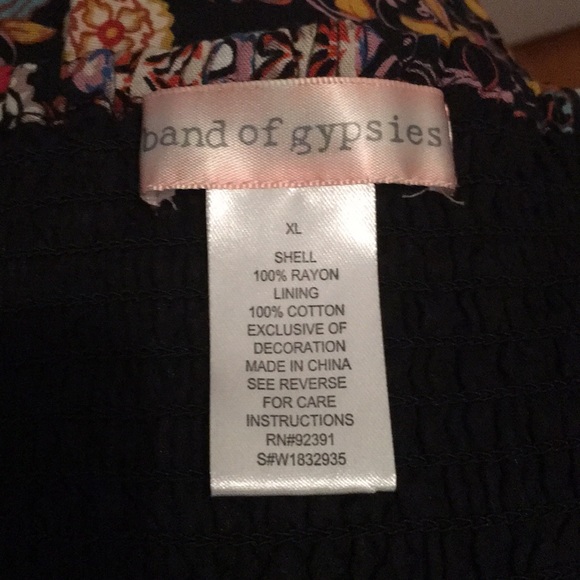 band of gypsies
XL
SHELL
100% RAYON
LINING
100% COTTON
EXCLUSIVE OF
DECORATION
MADE IN CHINA
SEE REVERSE
FOR CARE
INSTRUCTIONS
RN#92391
S#W1832935